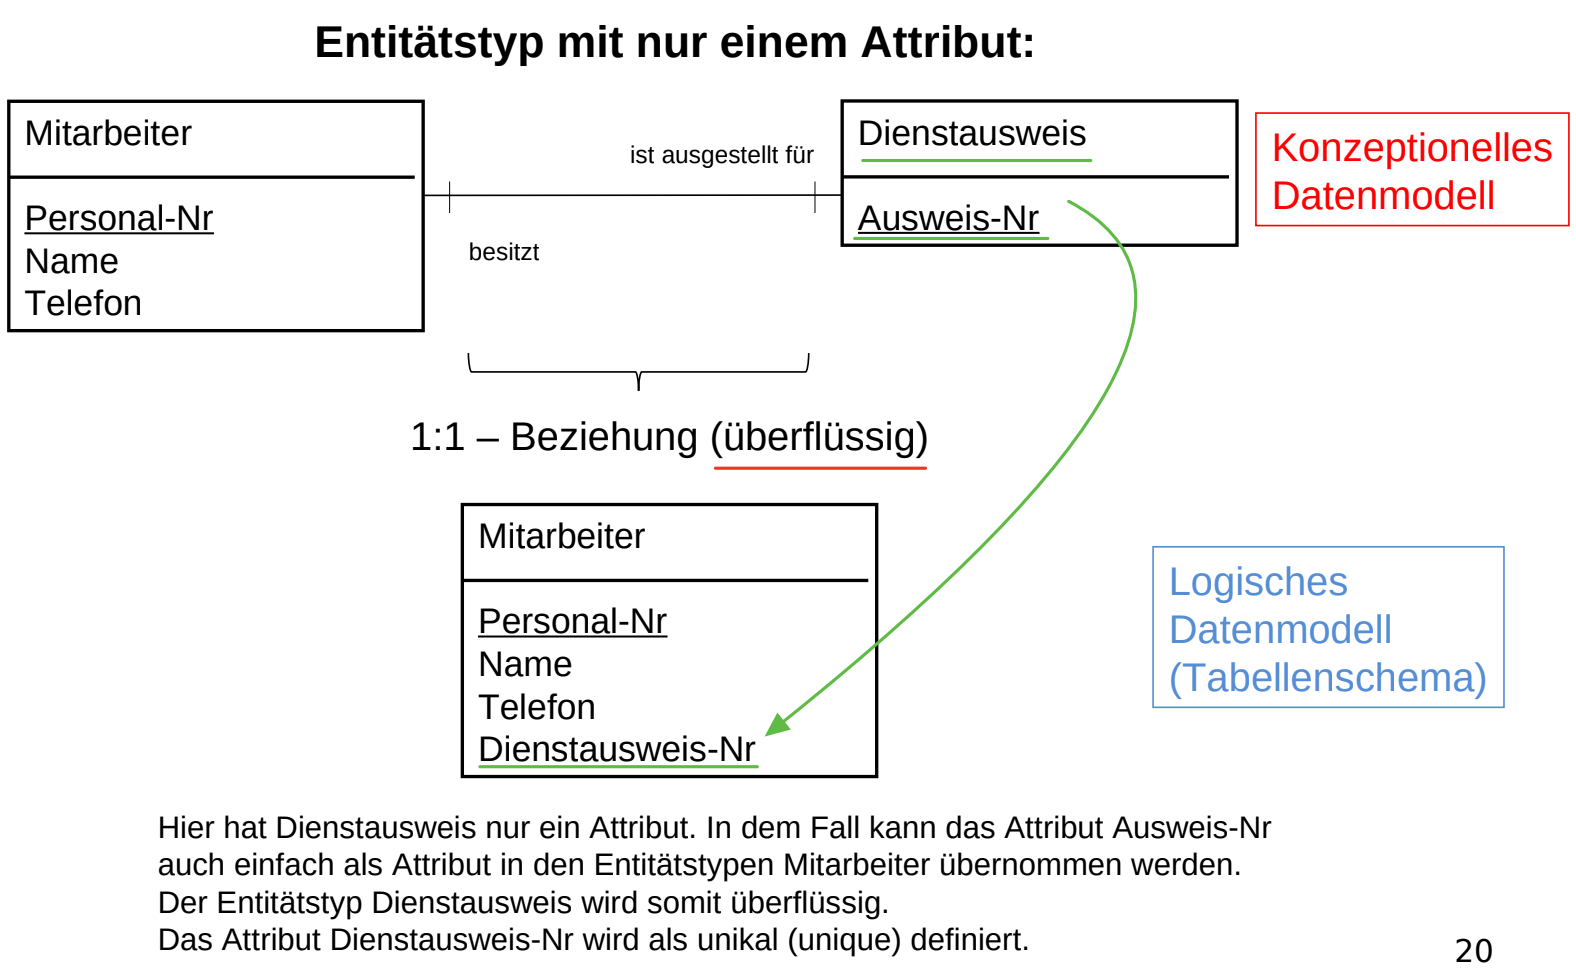 Entitätstyp mit nur einem Attribut:
Mitarbeiter
Personal-Nr
Name
Telefon
ist ausgestellt für
besitzt
Dienstausweis
Ausweis-Nr
Konzeptionelles
Datenmodell
1:1 – Beziehung (überflüssig)
Mitarbeiter
Personal-Nr
Name
Telefon
Dienstausweis-Nr
Logisches
Datenmodell
(Tabellenschema)
Hier hat Dienstausweis nur ein Attribut. In dem Fall kann das Attribut Ausweis-Nr
auch einfach als Attribut in den Entitätstypen Mitarbeiter übernommen werden.
Der Entitätstyp Dienstausweis wird somit überflüssig.
Das Attribut Dienstausweis-Nr wird als unikal (unique) definiert.
20